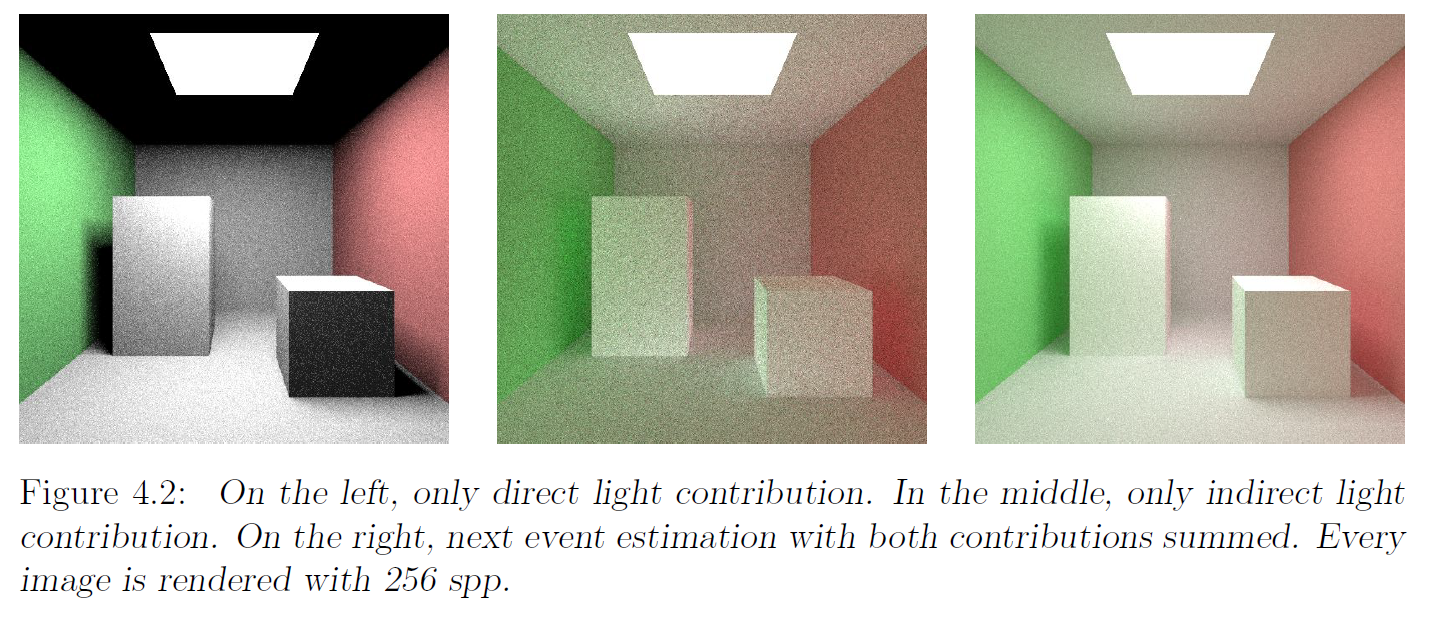 Figure 4.2: On the left, only direct light contribution. In the middle, only indirect light
contribution. On the right, next event estimation with both contributions summed. Every
image is rendered with 256 spp.